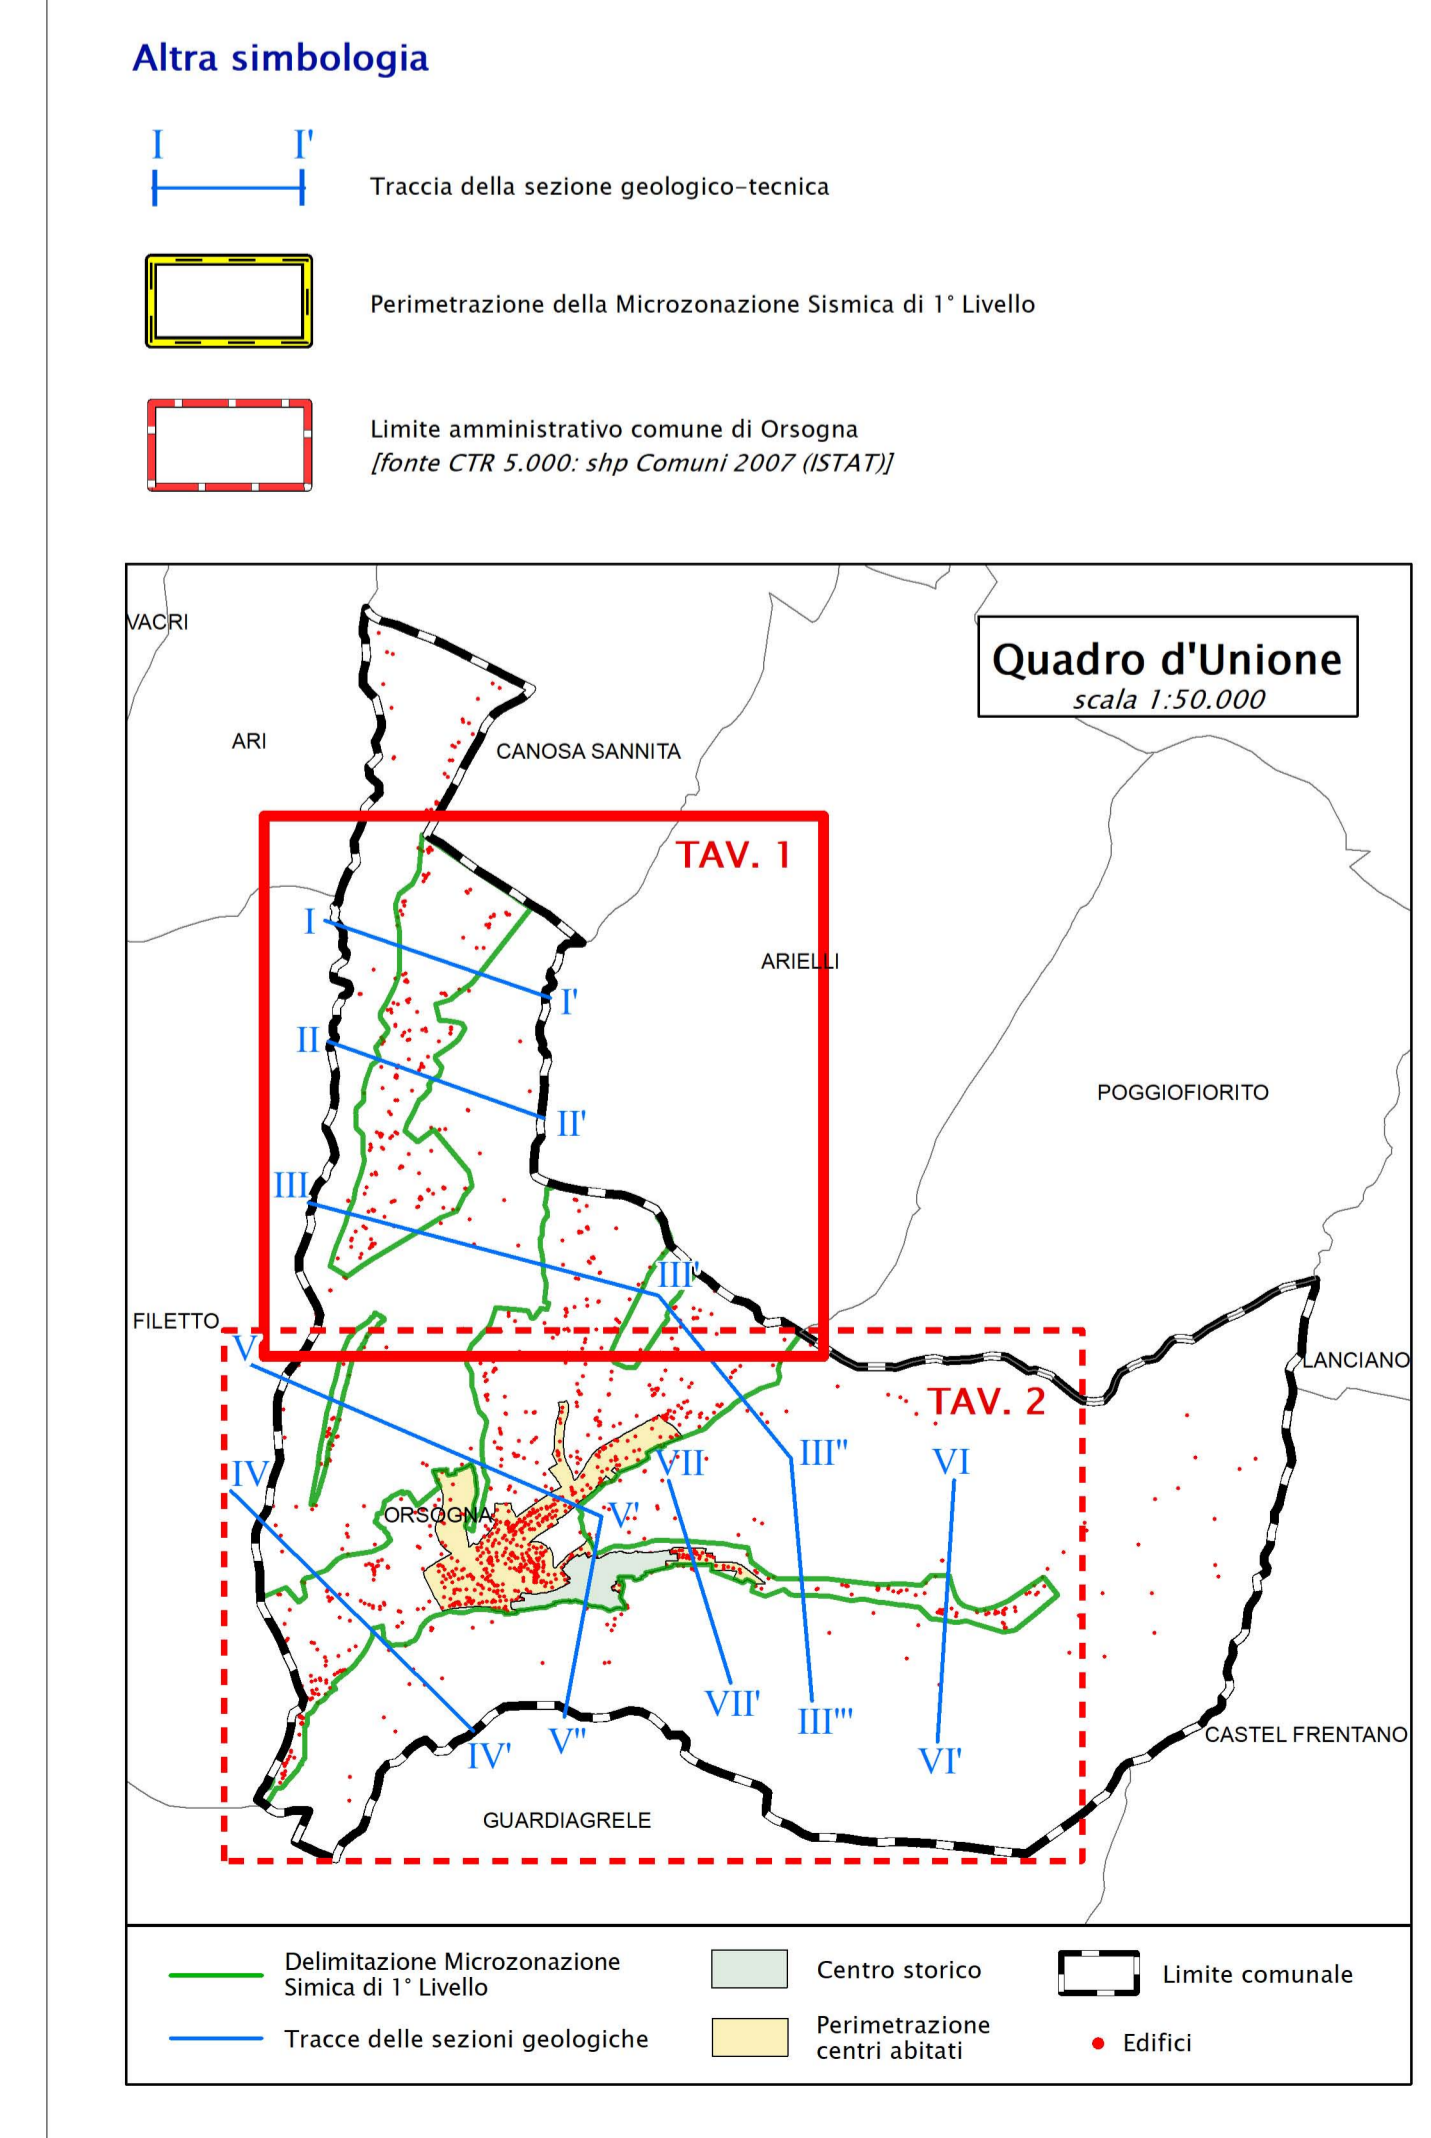 Altra simbologia
I I'
Traccia della sezione geologico-tecnica
Perimetrazione della Microzonazione Sismica di 1° Livello
Limite amministrativo comune di Orsogna
[fonte CTR 5.000: shp Comuni 2007 (ISTAT)]
VACRI
Quadro d'Unione
scala 1:50.000
ARI
CANOSA SANNITA
TAV. 1
I
ARIELLI
I'
II
POGGIOFIORITO
II'
III
III'
FILETTO
V
LANCIANO
TAV. 2
III''
VII
VI
IV
ORSOGNA
V'
VII'
III'''
V''
CASTEL FRENTANO
IV'
VI'
GUARDIAGRELE
Delimitazione Microzonazione
Simica di 1° Livello
Centro storico
Limite comunale
Tracce delle sezioni geologiche
Perimetrazione
centri abitati
Edifici